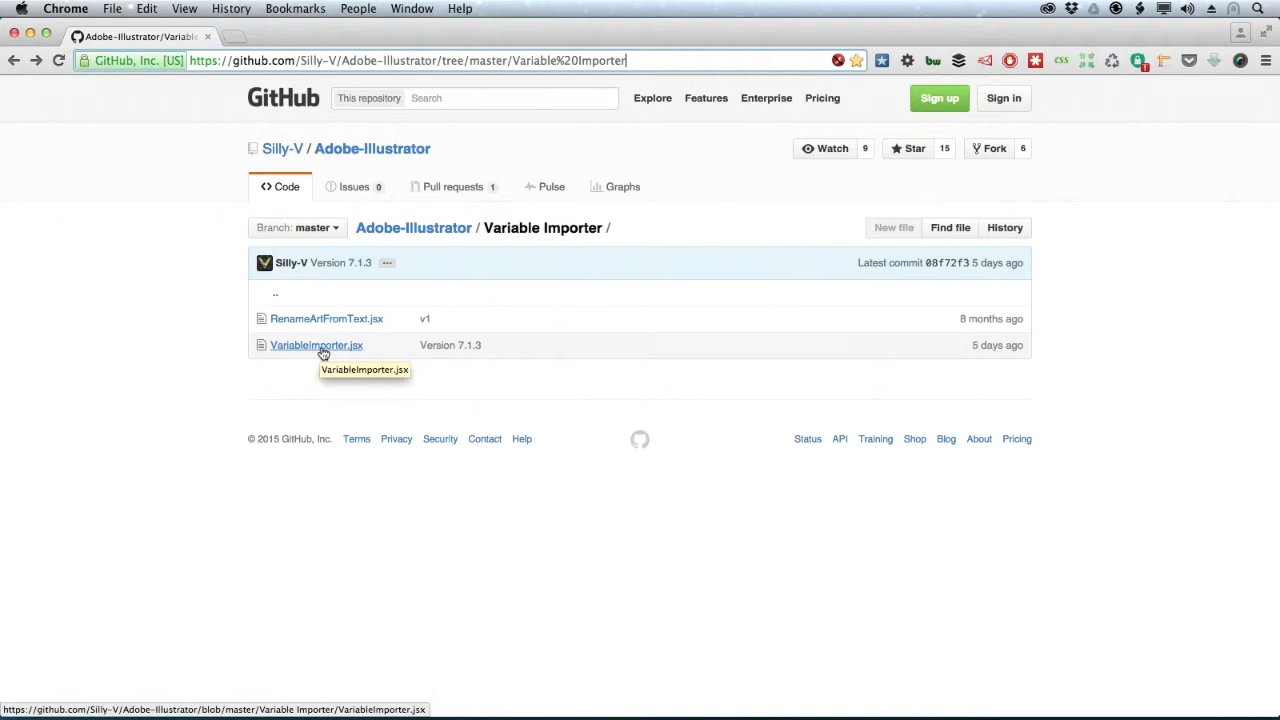 Chrome File Edit View History Bookmarks People Window Help
Adobe-Illustrator/Variable
GitHub, Inc. [US] https://github.com/Silly-V/Adobe-Illustrator/tree/master/Variable%20Importer
bw CSS 1
GitHub This repository Search Explore Features Enterprise Pricing Sign up Sign in
Silly-V / Adobe-Illustrator Watch 9 Star 15 Fork 6
Code Issues 0 Pull requests 1 Pulse Graphs
Branch: master Adobe-Illustrator / Variable Importer / New file Find file History
Silly-V Version 7.1.3 ... Latest commit 08f72f3 5 days ago
..
RenameArtFromText.jsx v1 8 months ago
VariableImporter.jsx Version 7.1.3 5 days ago
VariableImporter.jsx
© 2015 GitHub, Inc. Terms Privacy Security Contact Help Status API Training Shop Blog About Pricing
https://github.com/Silly-V/Adobe-Illustrator/blob/master/Variable Importer/VariableImporter.jsx